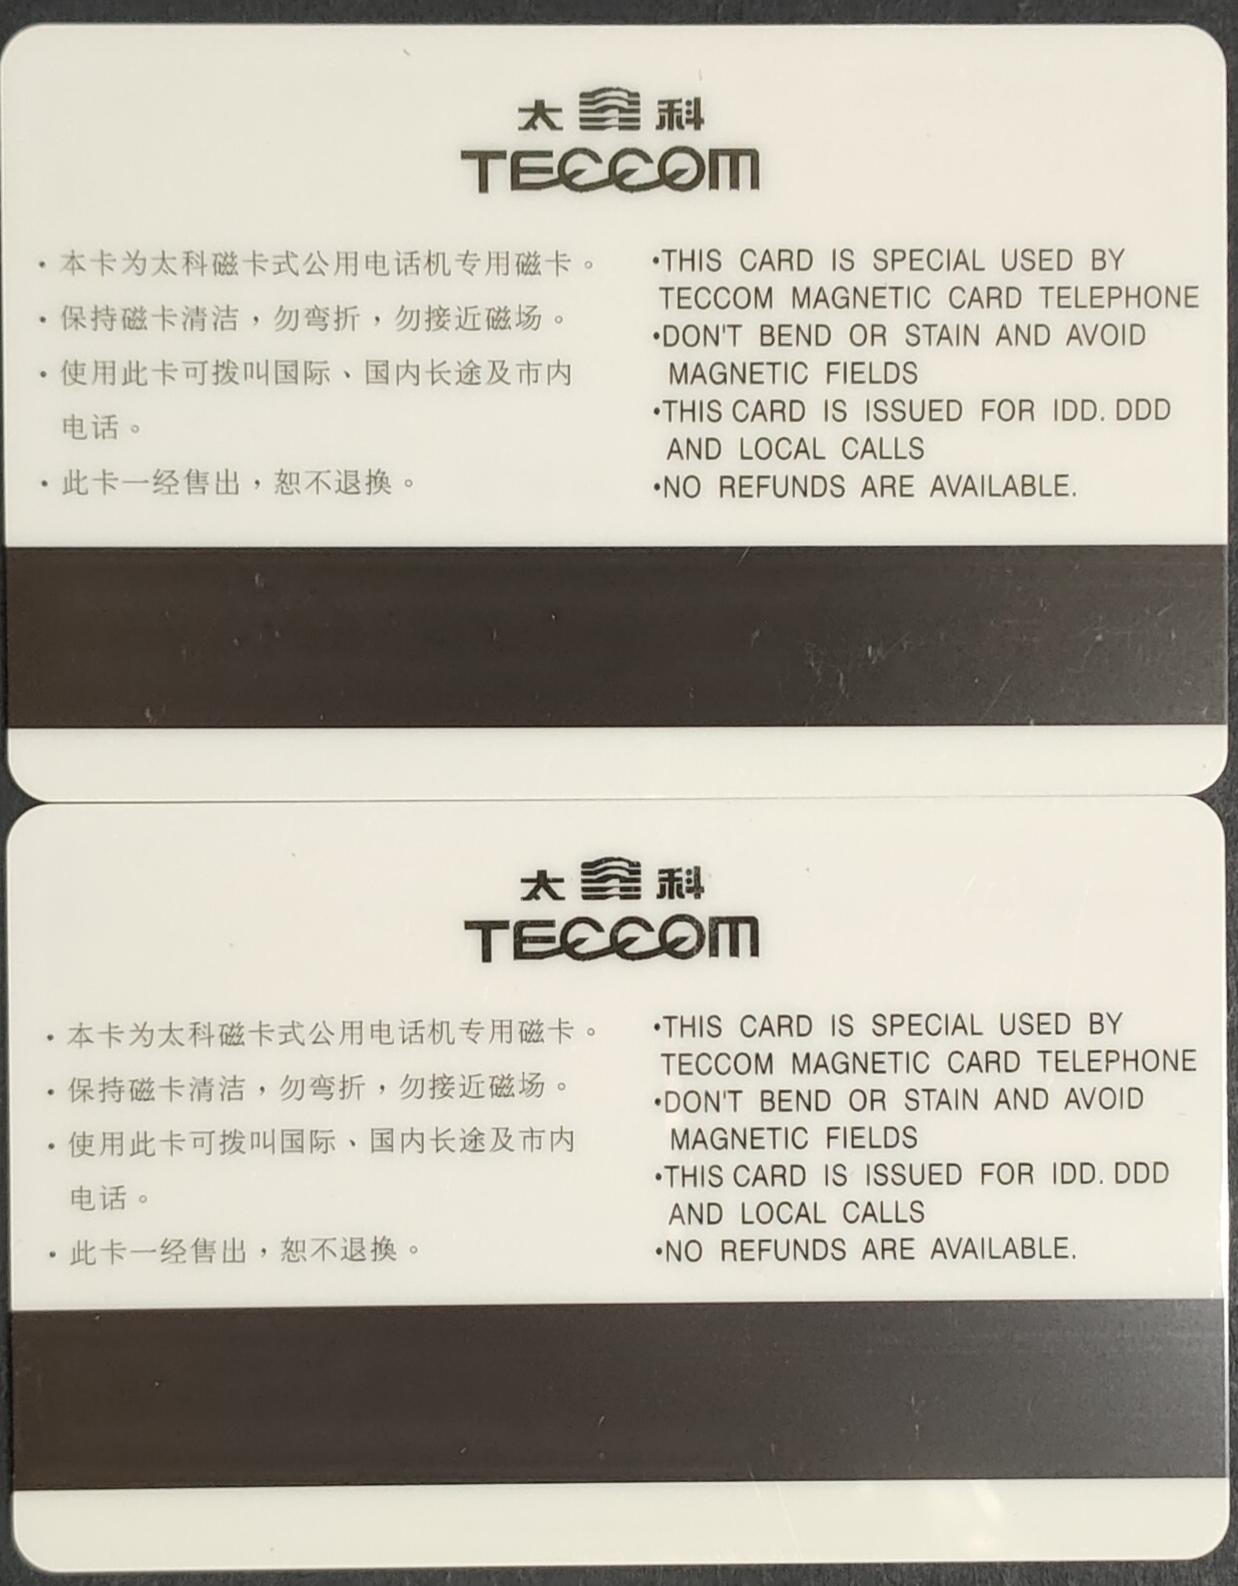 太 科
TECCOM
·本卡为太科磁卡式公用电话机专用磁卡。
·保持磁卡清洁，勿弯折，勿接近磁场。
·使用此卡可拨叫国际、国内长途及市内
电话。
·此卡一经售出，恕不退换。
•THIS CARD IS SPECIAL USED BY
TECCOM MAGNETIC CARD TELEPHONE
•DON'T BEND OR STAIN AND AVOID
MAGNETIC FIELDS
•THIS CARD IS ISSUED FOR IDD. DDD
AND LOCAL CALLS
•NO REFUNDS ARE AVAILABLE.
太 科
TECCOM
·本卡为太科磁卡式公用电话机专用磁卡。
·保持磁卡清洁，勿弯折，勿接近磁场。
·使用此卡可拨叫国际、国内长途及市内
电话。
·此卡一经售出，恕不退换。
•THIS CARD IS SPECIAL USED BY
TECCOM MAGNETIC CARD TELEPHONE
•DON'T BEND OR STAIN AND AVOID
MAGNETIC FIELDS
•THIS CARD IS ISSUED FOR IDD. DDD
AND LOCAL CALLS
•NO REFUNDS ARE AVAILABLE.